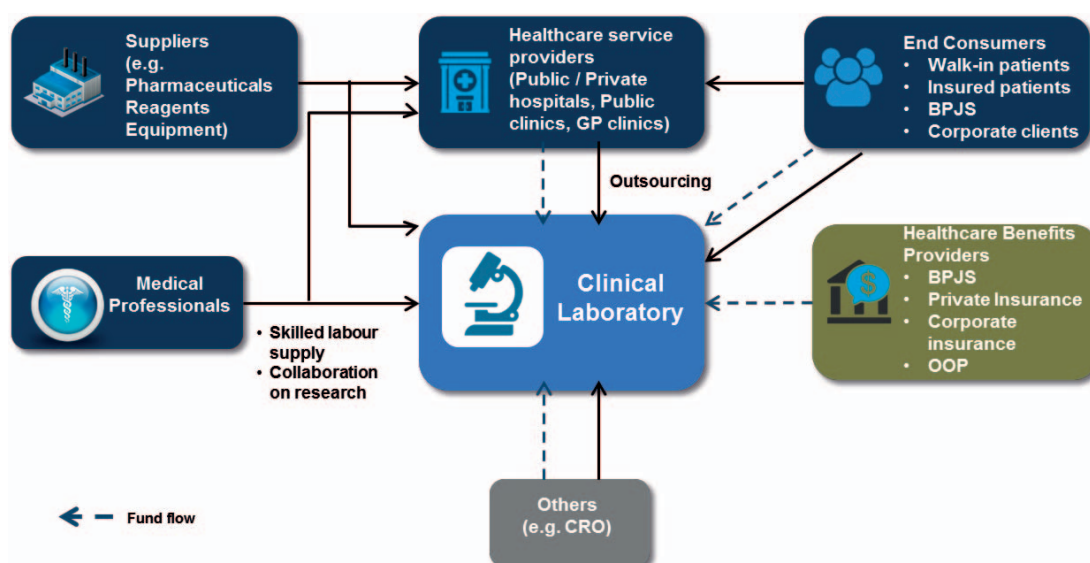 Suppliers
(e.g.
Pharmaceuticals
Reagents
Equipment)
Healthcare service
providers
(Public / Private
hospitals, Public
clinics, GP clinics)
End Consumers
• Walk-in patients
• Insured patients
• BPJS
• Corporate clients
Outsourcing
Medical
Professionals
• Skilled labour
supply
• Collaboration
on research
Clinical
Laboratory
Healthcare Benefits
Providers
• BPJS
• Private Insurance
• Corporate
insurance
• OOP
Others
(e.g. CRO)
Fund flow